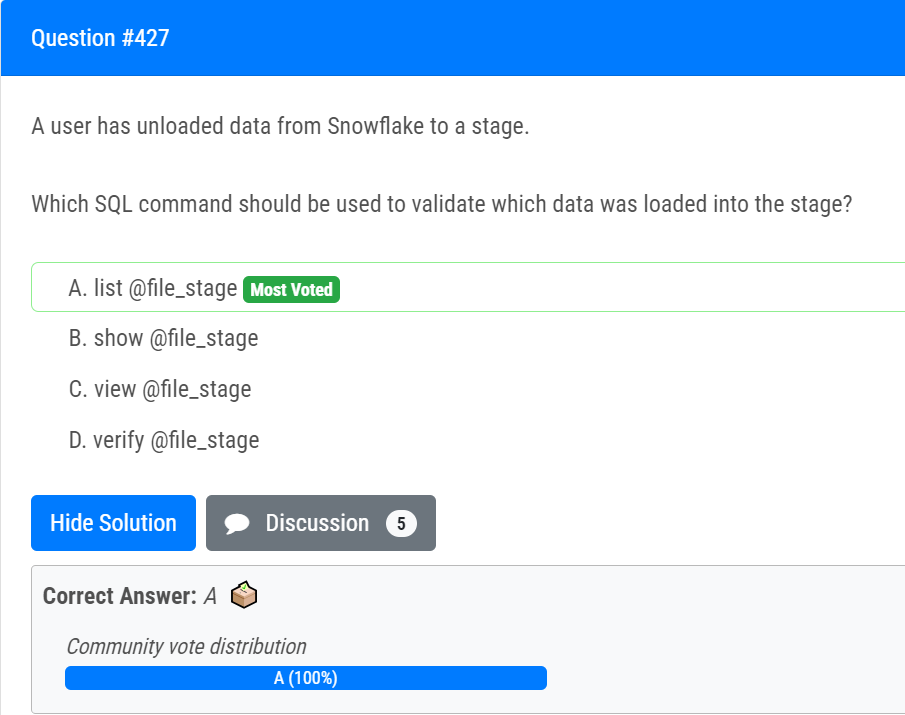 Question #427
A user has unloaded data from Snowflake to a stage.
Which SQL command should be used to validate which data was loaded into the stage?
A. list @file_stage Most Voted
B. show @file_stage
C. view @file_stage
D. verify @file_stage
Hide Solution Discussion 5
Correct Answer: A
Community vote distribution
A (100%)